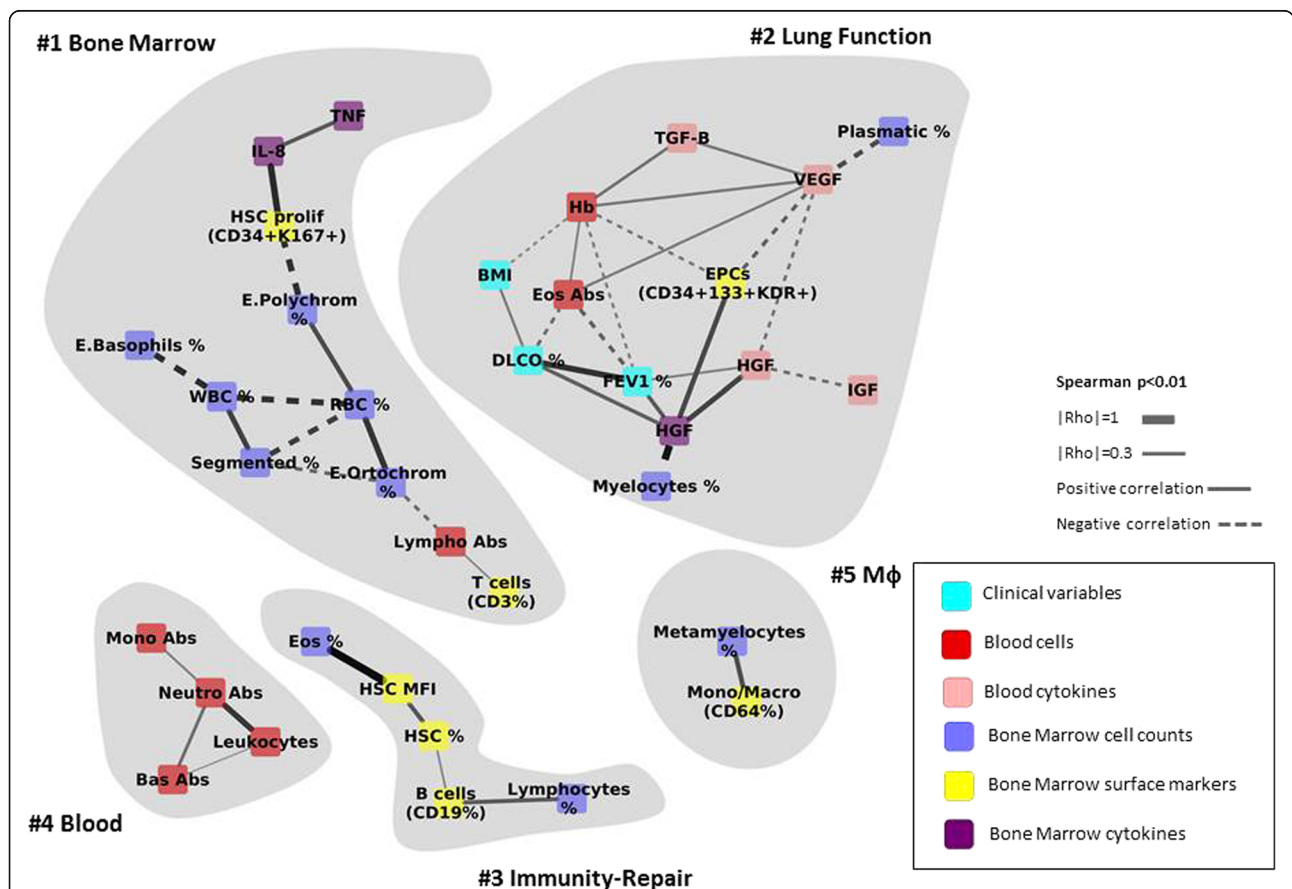 #1 Bone Marrow
TNF
IL-8
HSC prolif
(CD34+K167+)
E.Polychrom
%
E.Basophils %
WBC %
RBC %
Segmented %
E.Ortochrom
%
Lympho Abs
T cells
(CD3%)
#2 Lung Function
TGF-B
Plasmatic %
VEGF
Hb
BMI
EPCs
(CD34+133+KDR+)
Eos Abs
DLCO %
FEV1 %
HGF
IGF
HGF
Myelocytes %
Spearman p<0.01
|Rho|=1
|Rho|=0.3
Positive correlation
Negative correlation
Mono Abs
Neutro Abs
Leukocytes
Bas Abs
#4 Blood
Eos %
HSC MFI
HSC %
B cells
(CD19%)
Lymphocytes
%
#3 Immunity-Repair
#5 Mϕ
Metamyelocytes
%
Mono/Macro
(CD64%)
Clinical variables
Blood cells
Blood cytokines
Bone Marrow cell counts
Bone Marrow surface markers
Bone Marrow cytokines